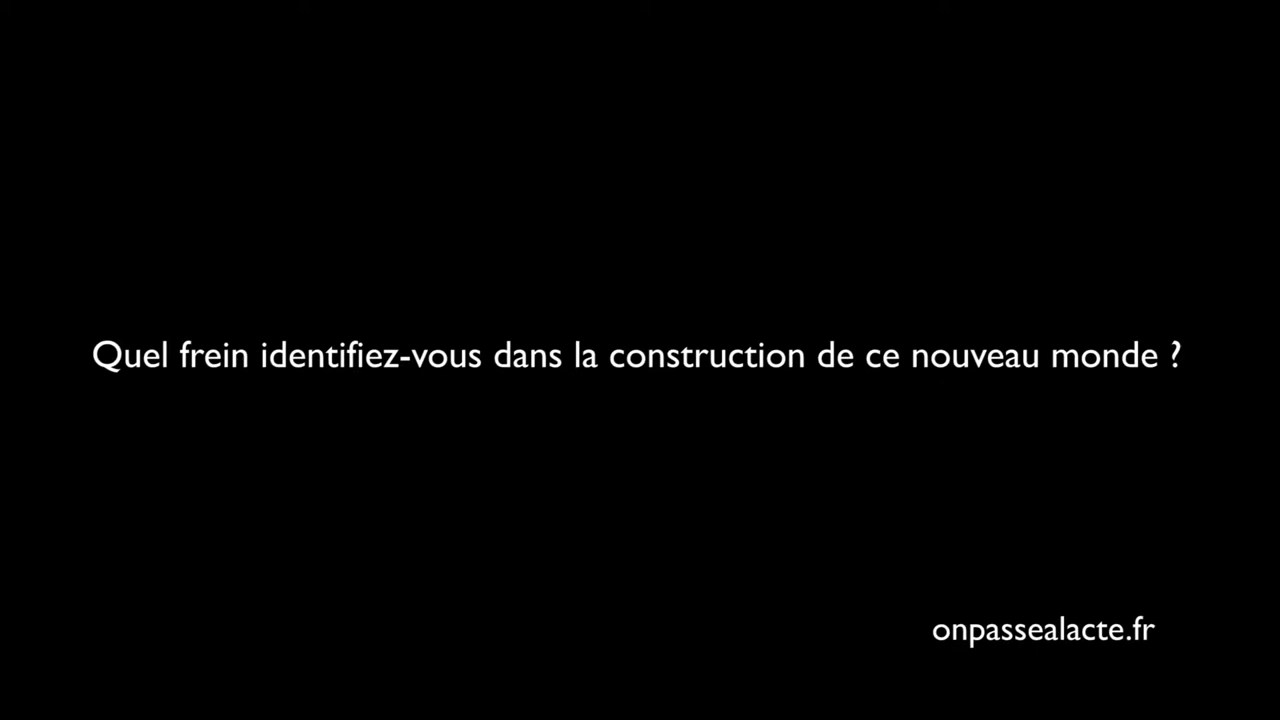 Quel frein identifiez-vous dans la construction de ce nouveau monde ?
onpassealacte.fr